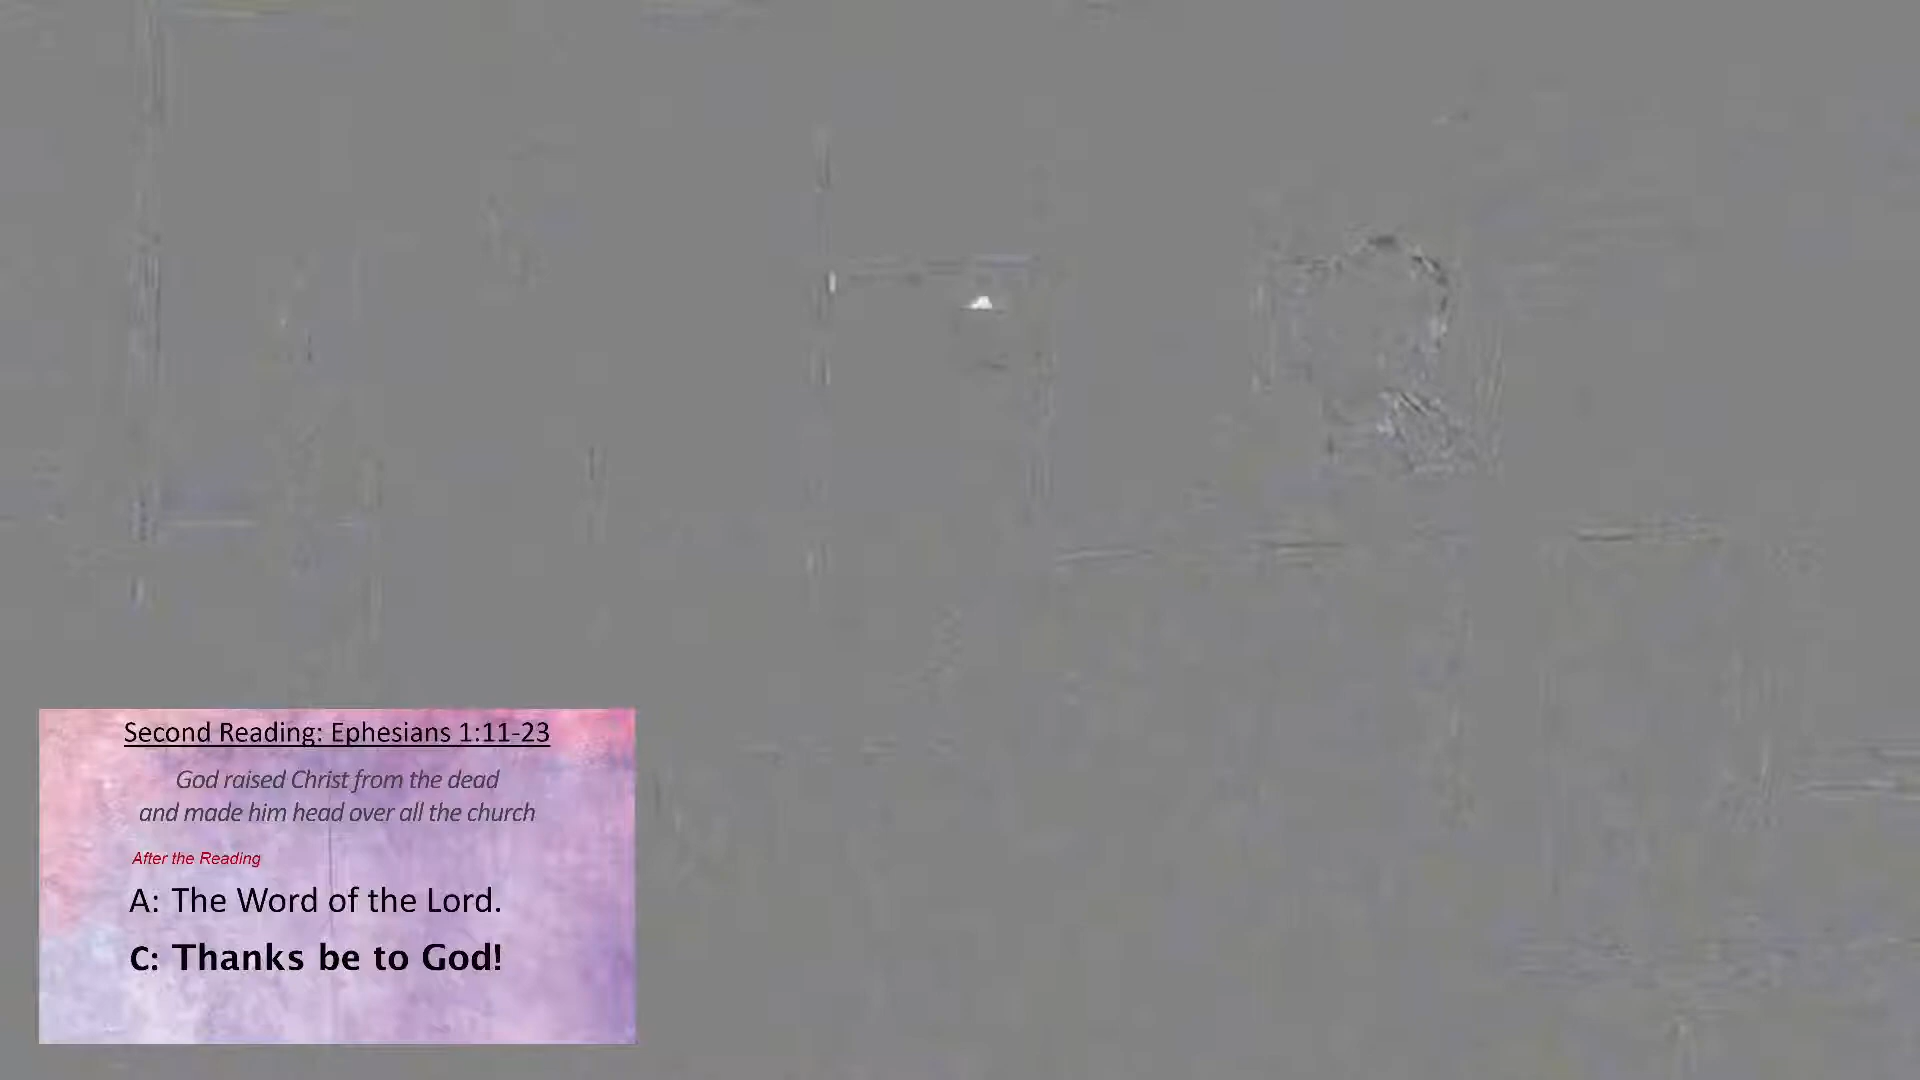 Second Reading: Ephesians 1:11-23
God raised Christ from the dead
and made him head over all the church
After the Reading
A: The Word of the Lord.
C: Thanks be to God!